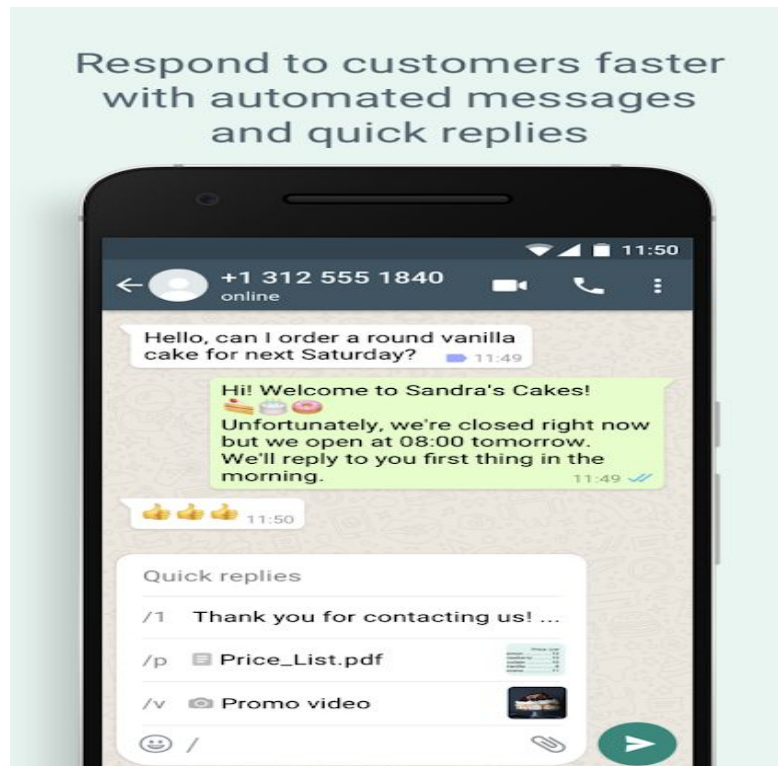 Respond to customers faster
with automated messages
and quick replies
11:50
+1 312 555 1840
online
Hello, can I order a round vanilla
cake for next Saturday?
11:49
Hi! Welcome to Sandra's Cakes!
🍰🎂🍩
Unfortunately, we're closed right now
but we open at 08:00 tomorrow.
We'll reply to you first thing in the
morning.
11:49
👍👍👍 11:50
Quick replies
/1 Thank you for contacting us! ...
/p Price_List.pdf
Price List
/v Promo video
/